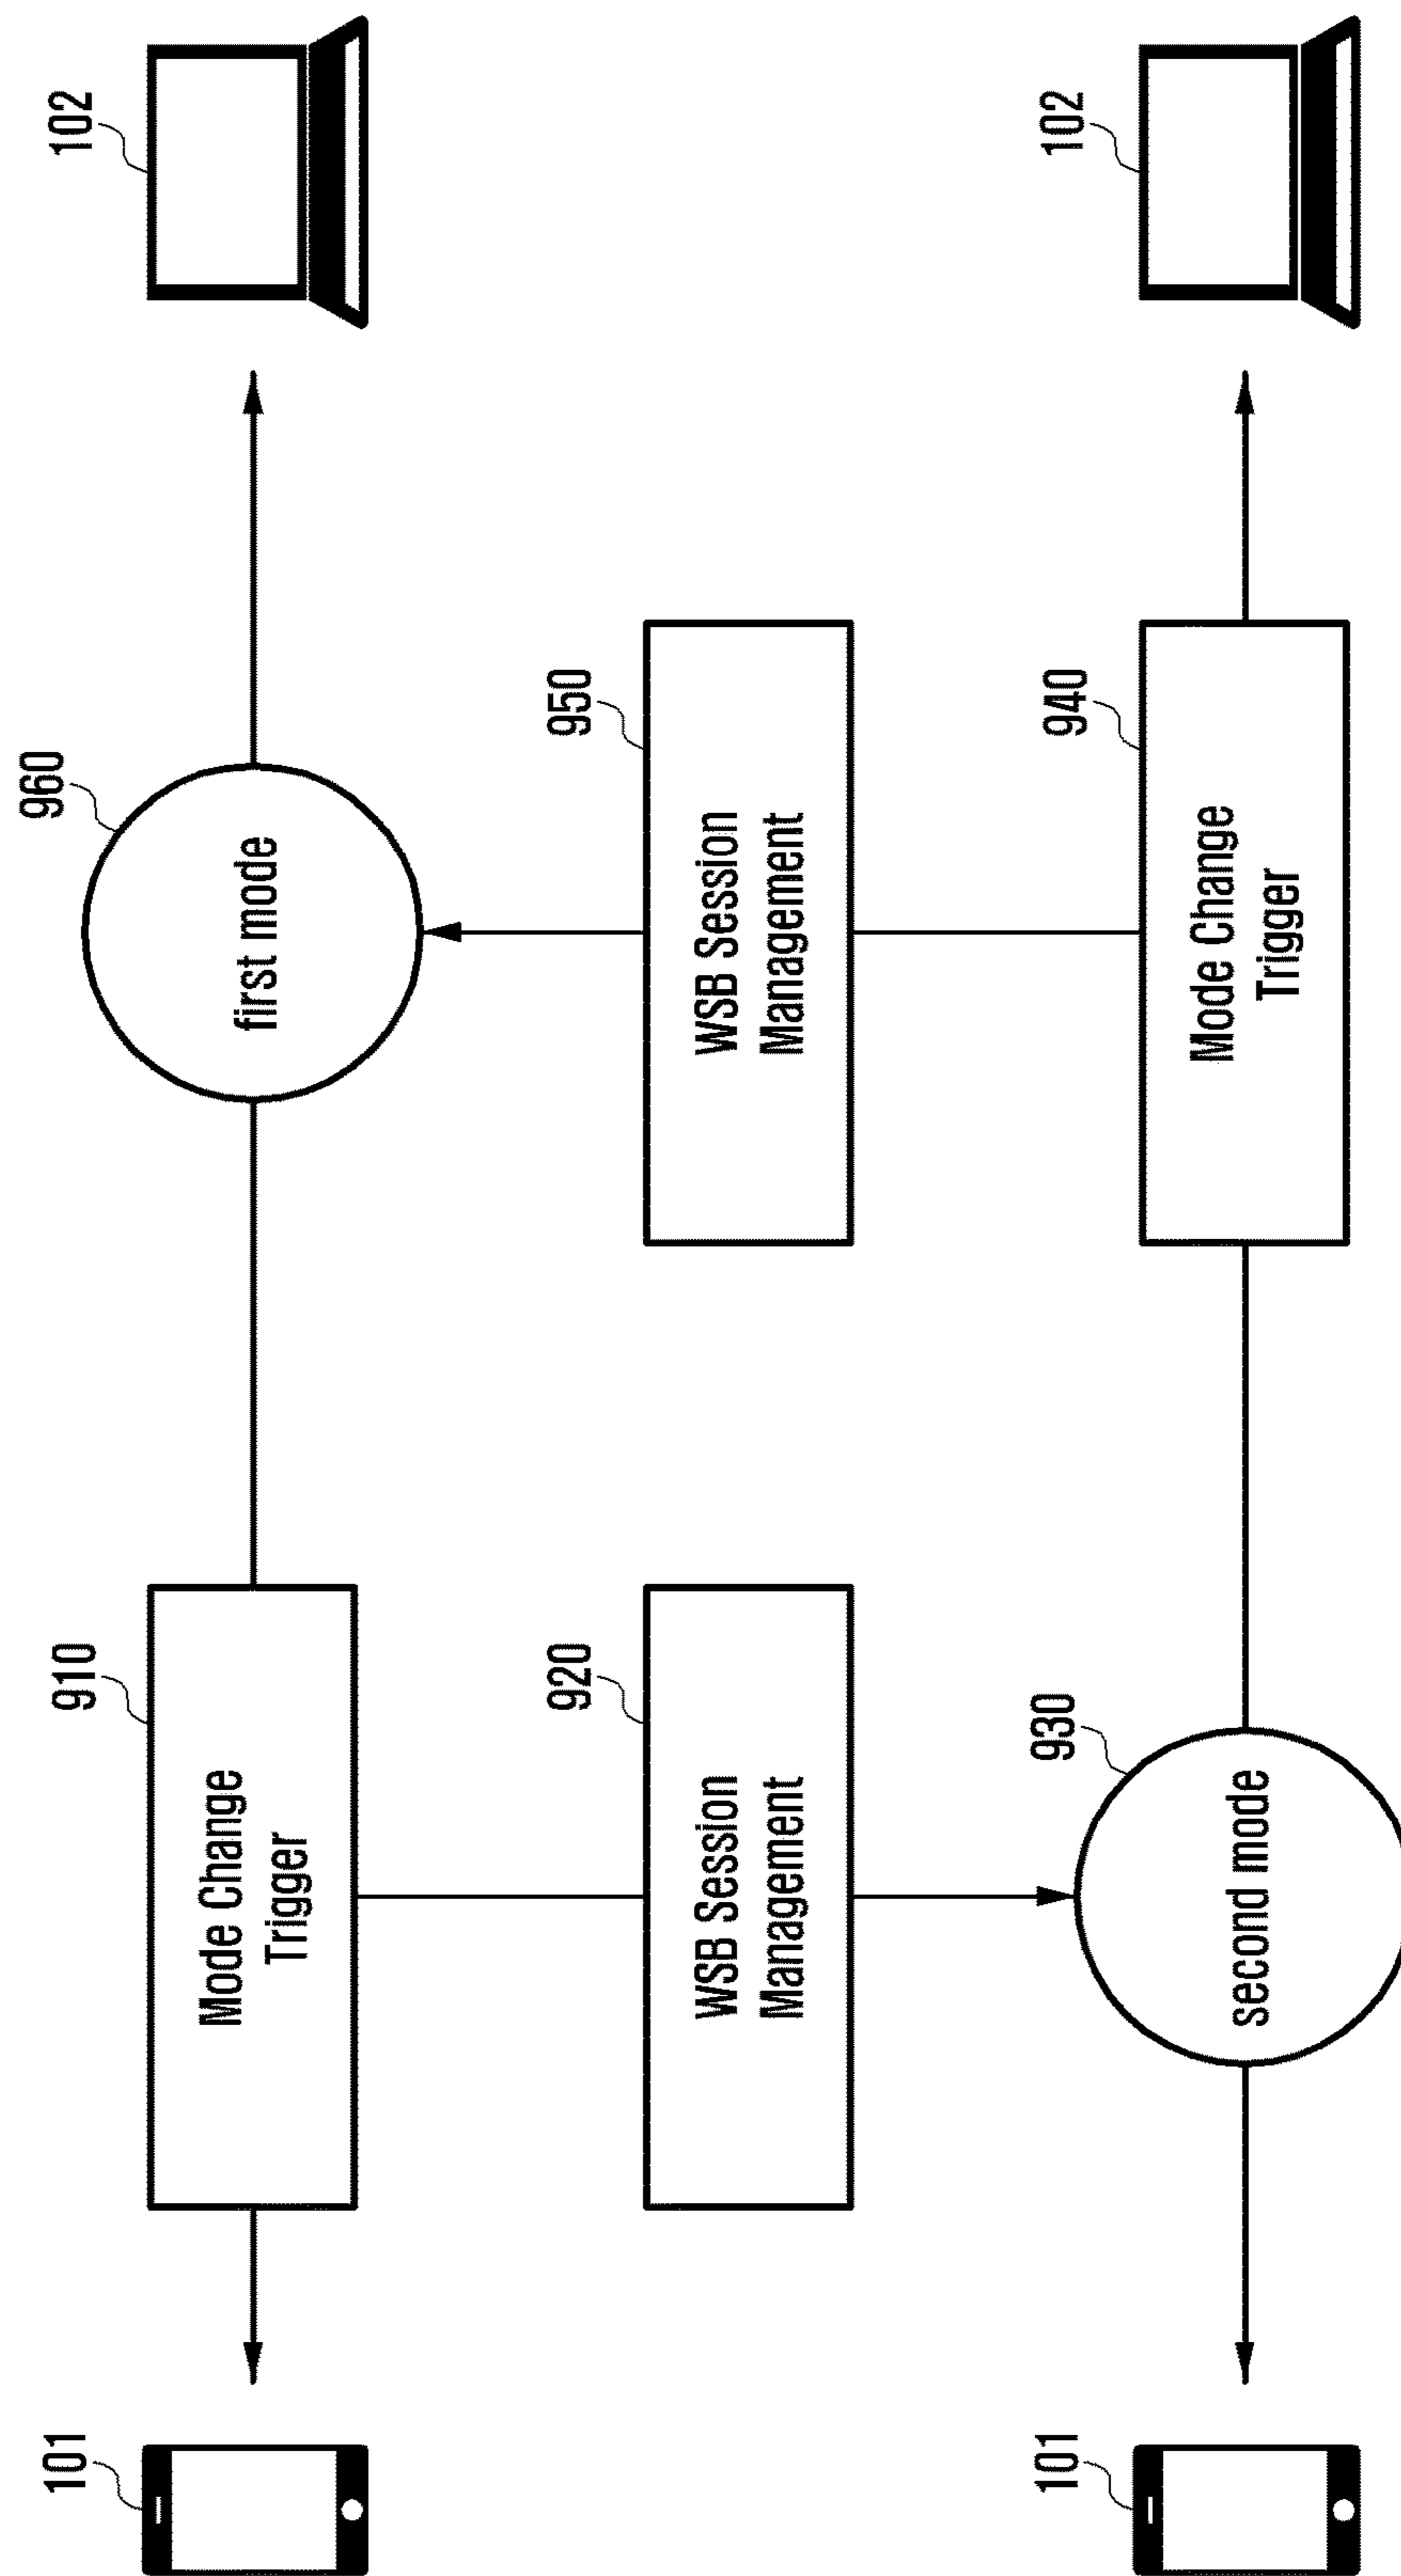 101
910
Mode Change
Trigger
960
first mode
102
920
WSB Session
Management
950
WSB Session
Management
101
930
second mode
940
Mode Change
Trigger
102